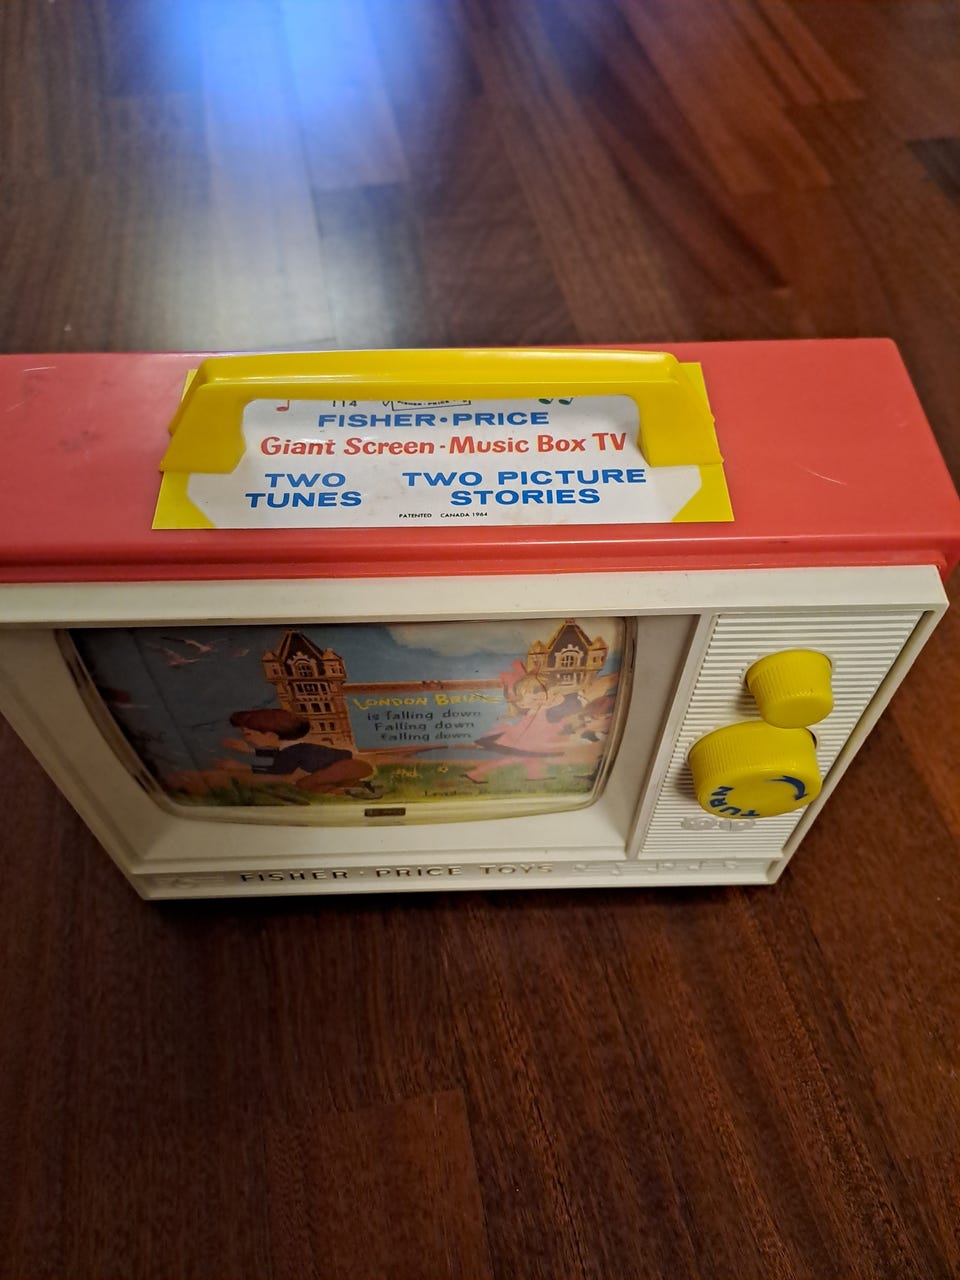 114
FISHER·PRICE
Giant Screen - Music Box TV
TWO TUNES
TWO PICTURE STORIES
PATENTED CANADA 1964
LONDON BRIDGE
is falling down
Falling down
falling down
TURN
FISHER·PRICE TOYS